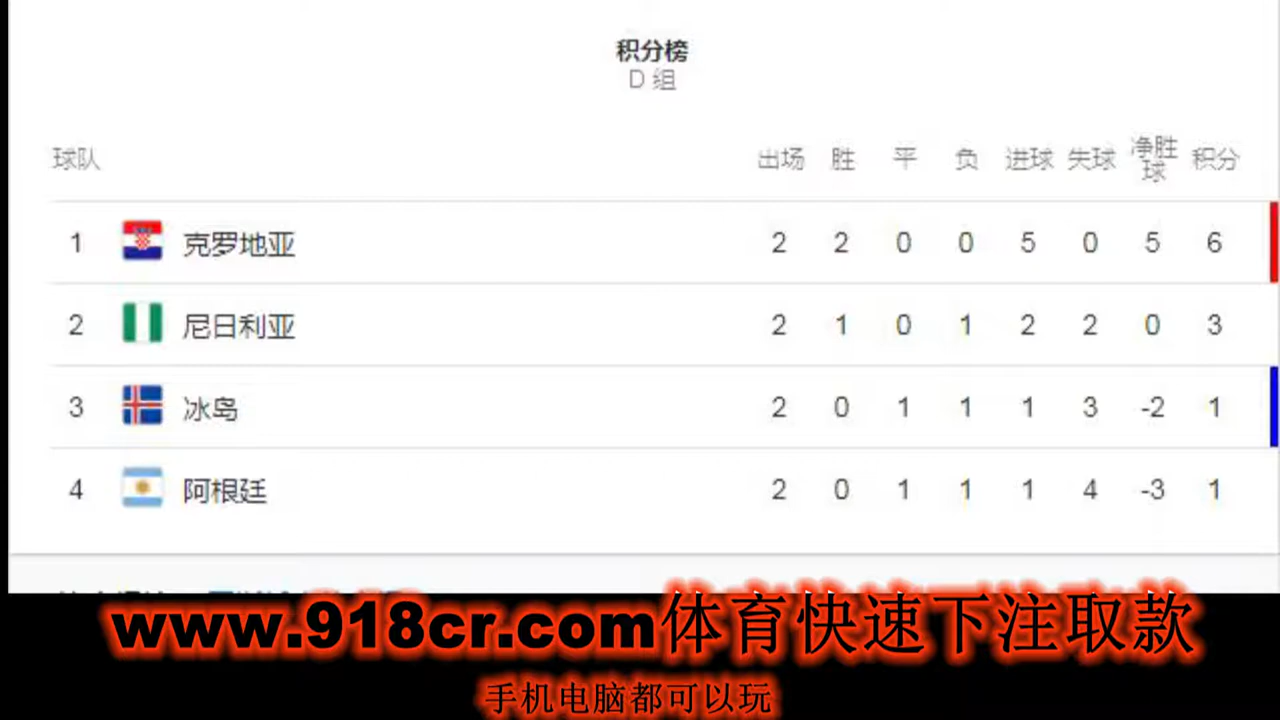 积分榜
D 组
球队 出场 胜 平 负 进球 失球 净胜球 积分
1 克罗地亚 2 2 0 0 5 0 5 6
2 尼日利亚 2 1 0 1 2 2 0 3
3 冰岛 2 0 1 1 1 3 -2 1
4 阿根廷 2 0 1 1 1 4 -3 1
www.918cr.com体育快速下注取款
手机电脑都可以玩